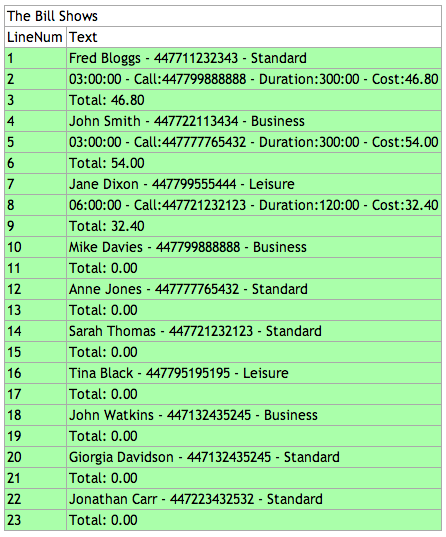 The Bill Shows
LineNum Text
1 Fred Bloggs - 447711232343 - Standard
2 03:00:00 - Call:447799888888 - Duration:300:00 - Cost:46.80
3 Total: 46.80
4 John Smith - 447722113434 - Business
5 03:00:00 - Call:447777765432 - Duration:300:00 - Cost:54.00
6 Total: 54.00
7 Jane Dixon - 447799555444 - Leisure
8 06:00:00 - Call:447721232123 - Duration:120:00 - Cost:32.40
9 Total: 32.40
10 Mike Davies - 447799888888 - Business
11 Total: 0.00
12 Anne Jones - 447777765432 - Standard
13 Total: 0.00
14 Sarah Thomas - 447721232123 - Standard
15 Total: 0.00
16 Tina Black - 447795195195 - Leisure
17 Total: 0.00
18 John Watkins - 447132435245 - Business
19 Total: 0.00
20 Giorgia Davidson - 447132435245 - Standard
21 Total: 0.00
22 Jonathan Carr - 447223432532 - Standard
23 Total: 0.00